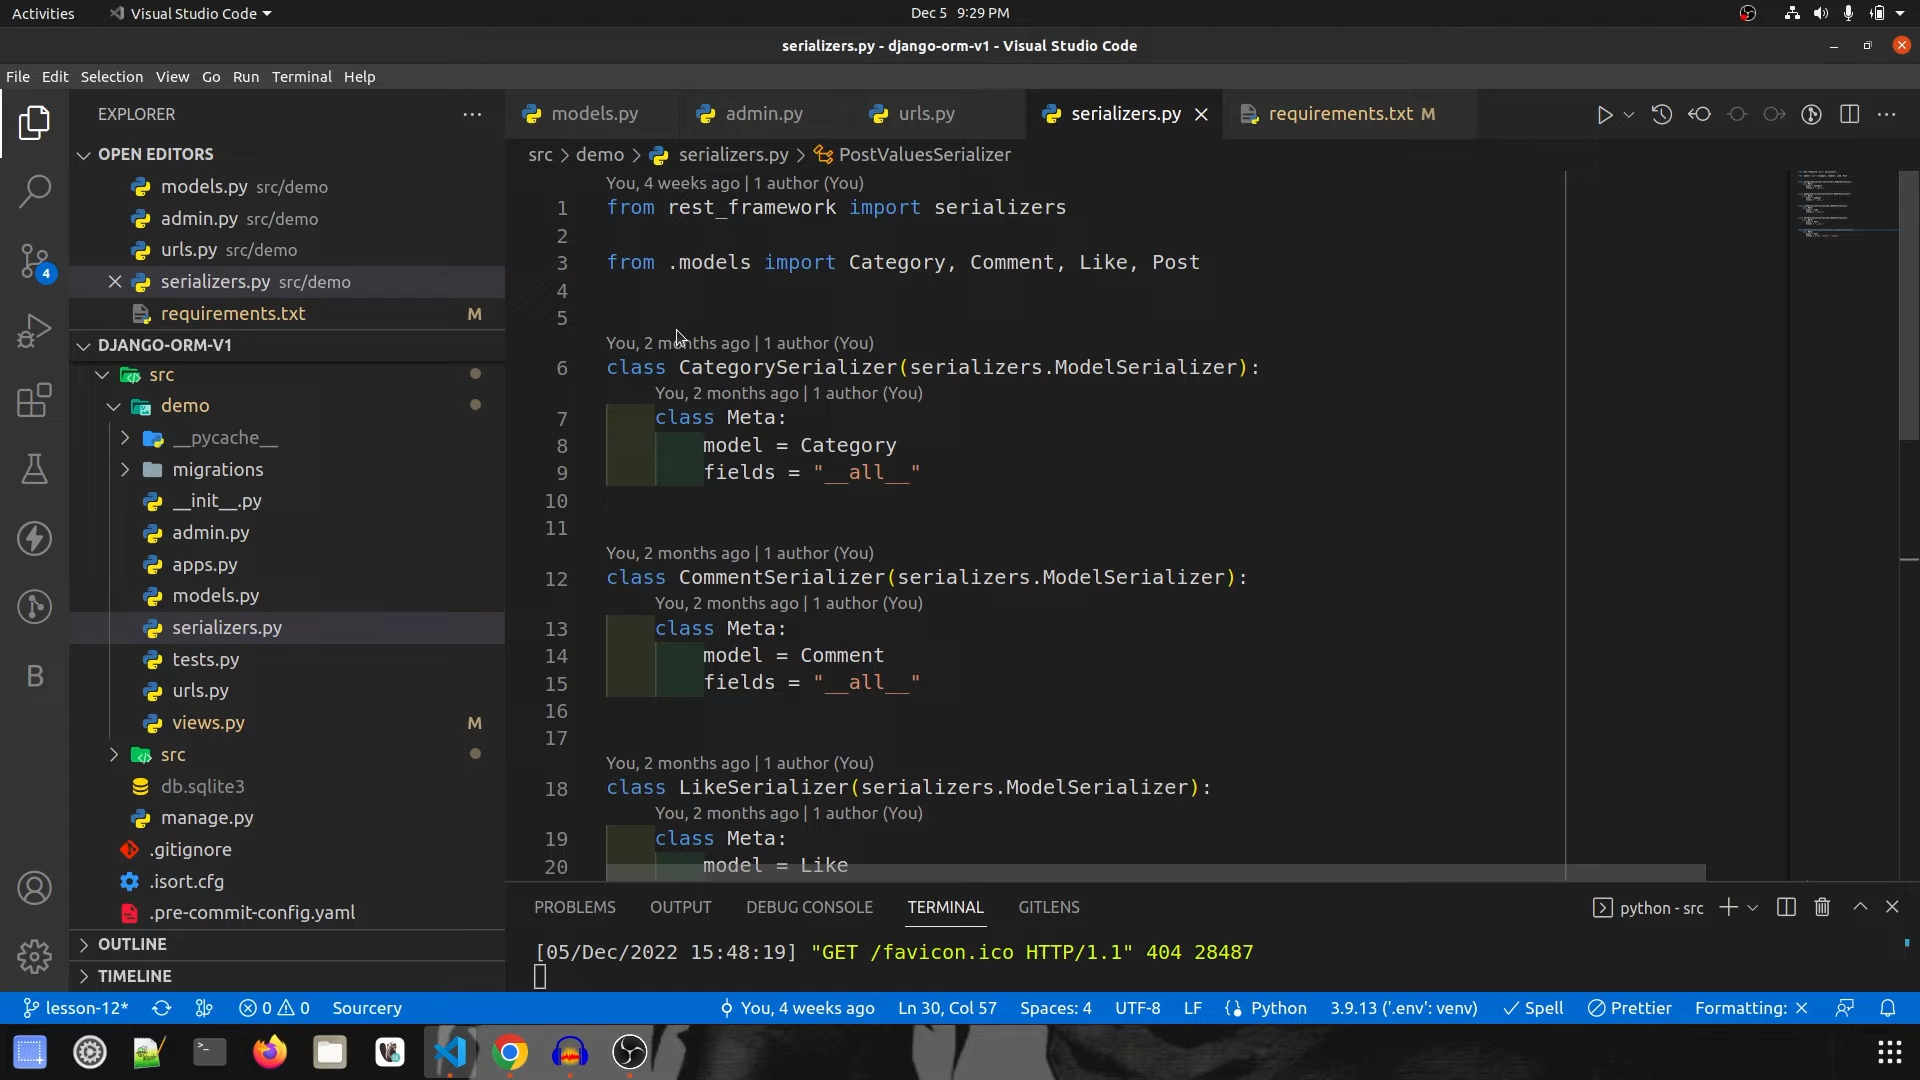 Activities
Visual Studio Code
Dec 5 9:29 PM
serializers.py - django-orm-v1 - Visual Studio Code
File Edit Selection View Go Run Terminal Help
EXPLORER
OPEN EDITORS
models.py src/demo
admin.py src/demo
urls.py src/demo
serializers.py src/demo
requirements.txt M
DJANGO-ORM-V1
src
demo
__pycache__
migrations
__init__.py
admin.py
apps.py
models.py
serializers.py
tests.py
urls.py
views.py M
src
db.sqlite3
manage.py
.gitignore
.isort.cfg
.pre-commit-config.yaml
OUTLINE
TIMELINE
4
B
models.py admin.py urls.py serializers.py requirements.txt M
src > demo > serializers.py > PostValuesSerializer
You, 4 weeks ago | 1 author (You)
1 from rest_framework import serializers
2
3 from .models import Category, Comment, Like, Post
4
5
You, 2 months ago | 1 author (You)
6 class CategorySerializer(serializers.ModelSerializer):
You, 2 months ago | 1 author (You)
7 class Meta:
8 model = Category
9 fields = "__all__"
10
11
You, 2 months ago | 1 author (You)
12 class CommentSerializer(serializers.ModelSerializer):
You, 2 months ago | 1 author (You)
13 class Meta:
14 model = Comment
15 fields = "__all__"
16
17
You, 2 months ago | 1 author (You)
18 class LikeSerializer(serializers.ModelSerializer):
You, 2 months ago | 1 author (You)
19 class Meta:
20 model = Like
PROBLEMS OUTPUT DEBUG CONSOLE TERMINAL GITLENS
python - src
[05/Dec/2022 15:48:19] "GET /favicon.ico HTTP/1.1" 404 28487
lesson-12* 0 0 Sourcery You, 4 weeks ago Ln 30, Col 57 Spaces: 4 UTF-8 LF Python 3.9.13 ('.env': venv) Spell Prettier Formatting: